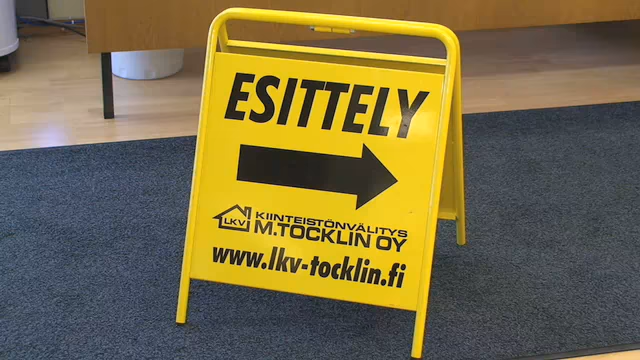 ESITTELY
LKV
KIINTEISTÖNVÄLITYS
M.TOCKLIN OY
www.lkv-tocklin.fi